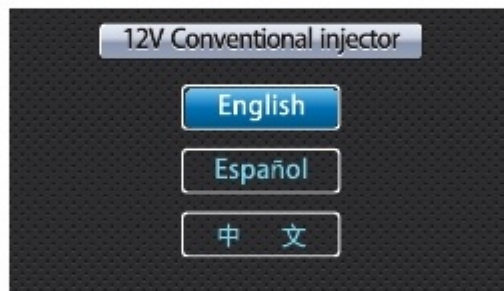 12V Conventional injector
English
Español
中 文